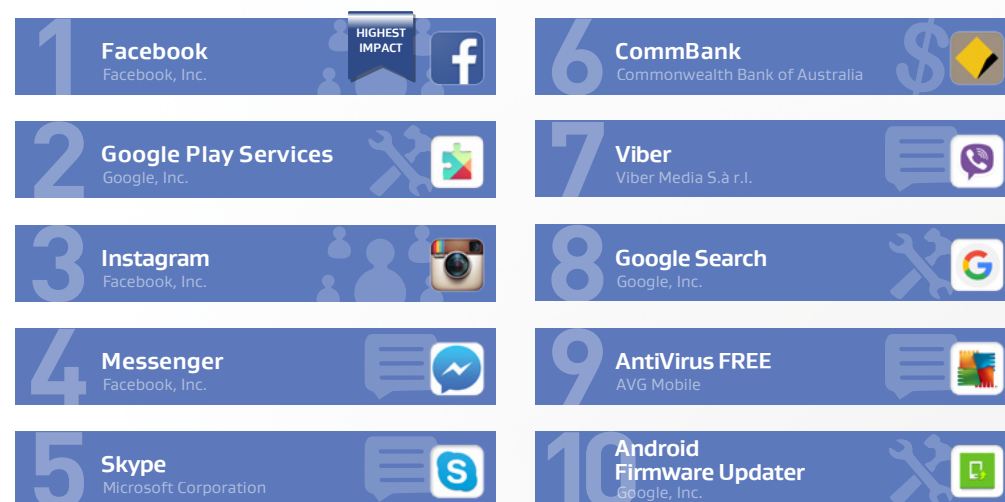 1
Facebook
Facebook, Inc.
HIGHEST
IMPACT
2
Google Play Services
Google, Inc.
3
Instagram
Facebook, Inc.
4
Messenger
Facebook, Inc.
5
Skype
Microsoft Corporation
6
CommBank
Commonwealth Bank of Australia
7
Viber
Viber Media S.à r.l.
8
Google Search
Google, Inc.
9
AntiVirus FREE
AVG Mobile
10
Android
Firmware Updater
Google, Inc.